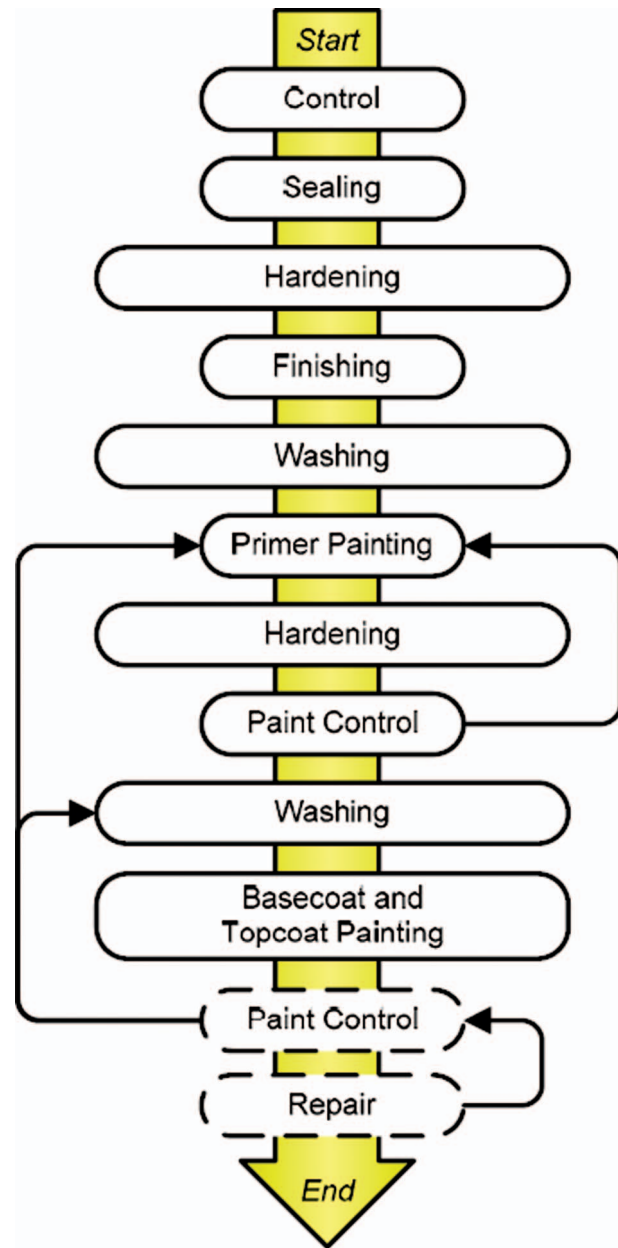 Start
Control
Sealing
Hardening
Finishing
Washing
Primer Painting
Hardening
Paint Control
Washing
Basecoat and
Topcoat Painting
Paint Control
Repair
End